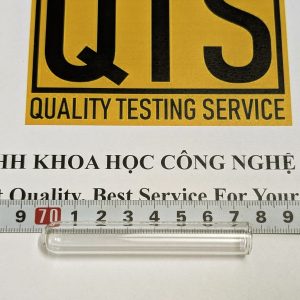 QTS
QUALITY TESTING SERVICE
HH KHOA HỌC CÔNG NGHỆ
Quality, Best Service For Your
9 70 1 2 3 4 5 6 7 8 9